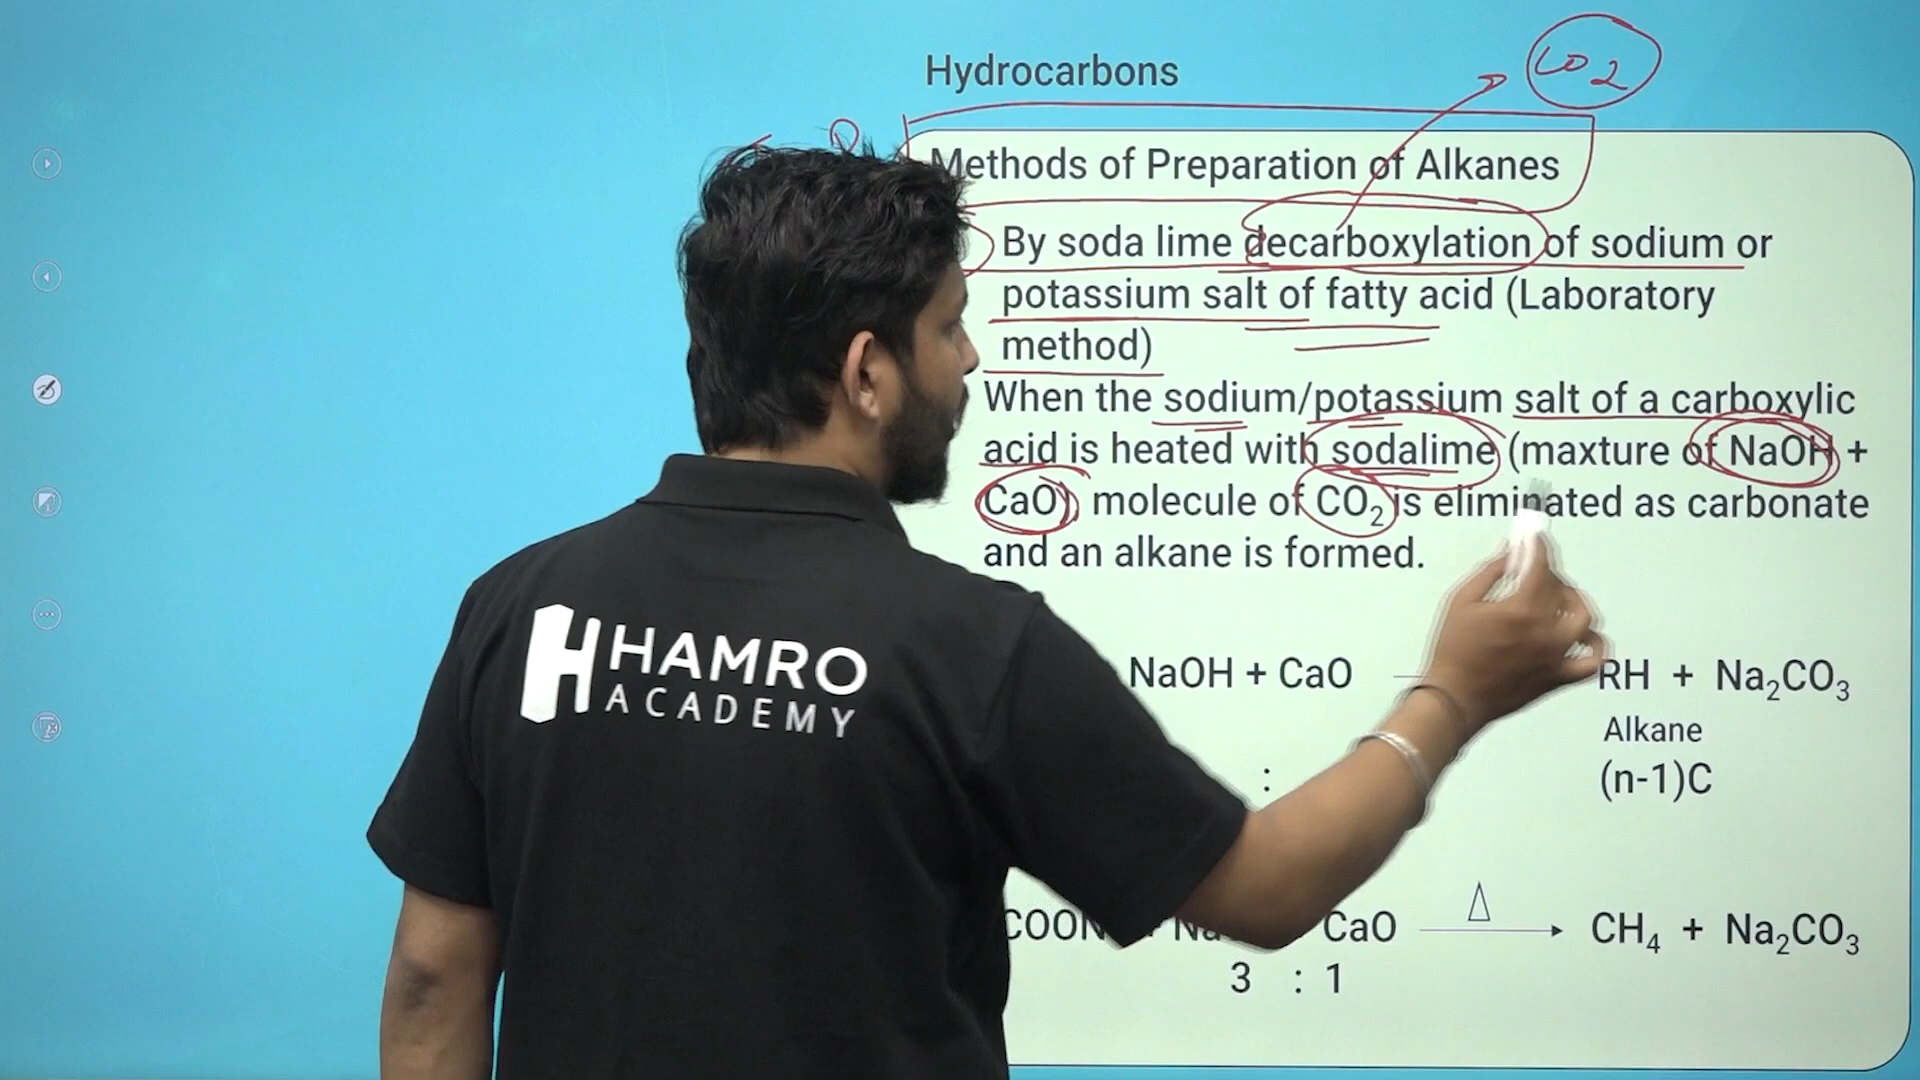 CO2
Hydrocarbons
Methods of Preparation of Alkanes
By soda lime decarboxylation of sodium or
potassium salt of fatty acid (Laboratory
method)
When the sodium/potassium salt of a carboxylic
acid is heated with sodalime (maxture of NaOH +
CaO), molecule of CO₂ is eliminated as carbonate
and an alkane is formed.
NaOH + CaO RH + Na₂CO₃
Alkane
: (n-1)C
CaO Δ → CH₄ + Na₂CO₃
3 : 1
HAMRO
ACADEMY